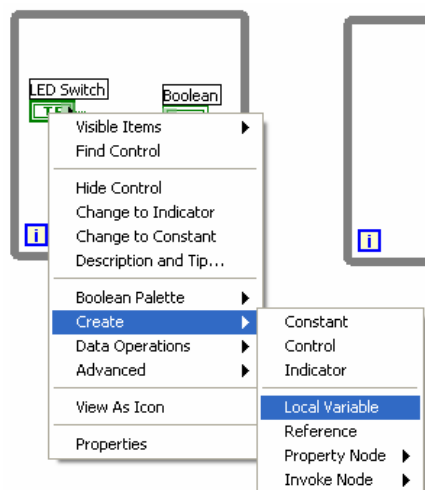 LED Switch
Boolean
TF
i
i
Visible Items
Find Control
Hide Control
Change to Indicator
Change to Constant
Description and Tip...
Boolean Palette
Create
Data Operations
Advanced
View As Icon
Properties
Constant
Control
Indicator
Local Variable
Reference
Property Node
Invoke Node